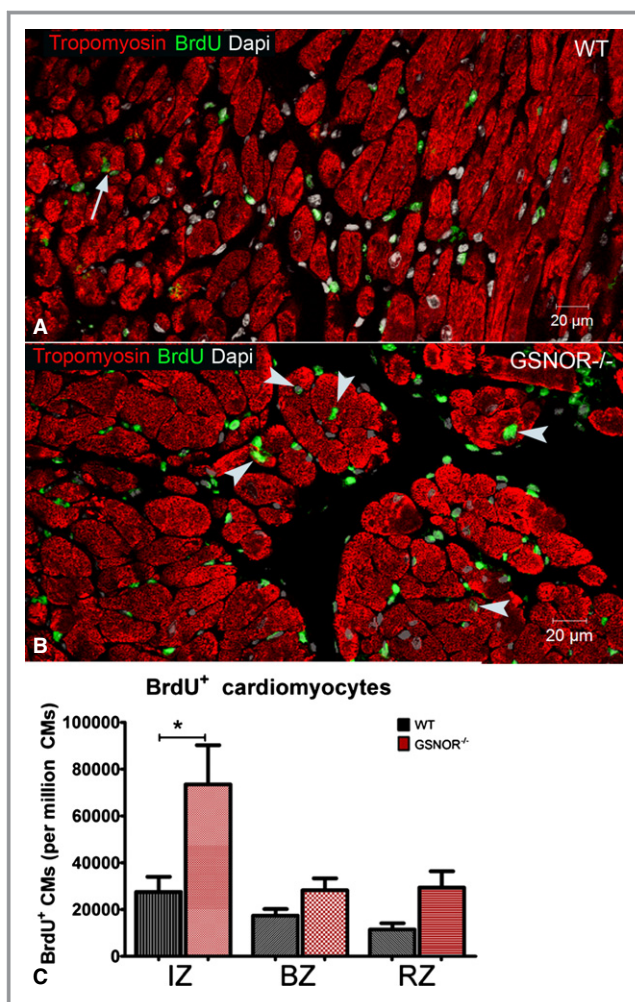 Tropomyosin BrdU Dapi WT
A 20 µm
Tropomyosin BrdU Dapi GSNOR-/-
B 20 µm
BrdU⁺ cardiomyocytes
BrdU⁺ CMs (per million CMs)
100000
80000
60000
40000
20000
0
*
WT
GSNOR⁻/⁻
IZ BZ RZ
C